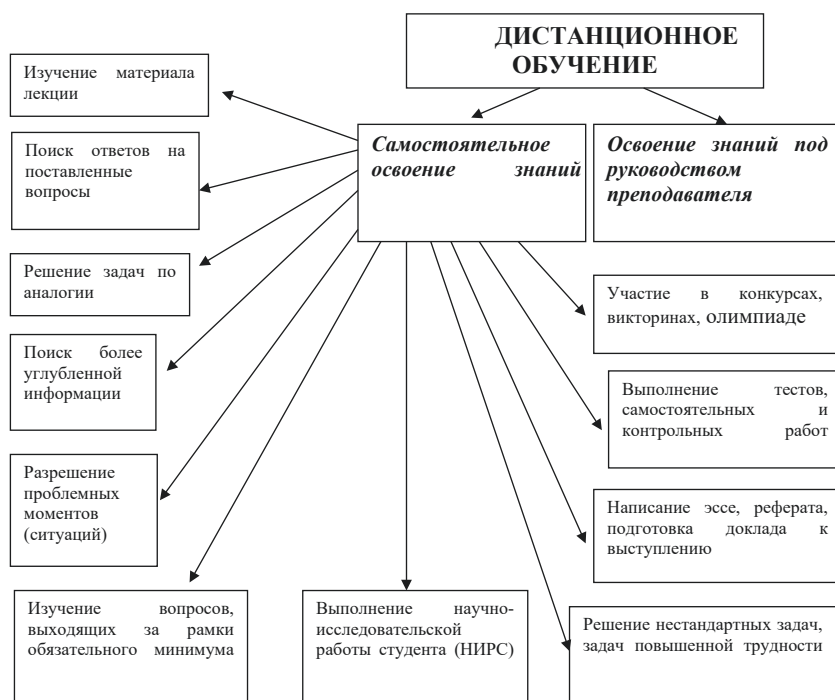 ДИСТАНЦИОННОЕ
ОБУЧЕНИЕ
Самостоятельное
освоение знаний
Освоение знаний под
руководством
преподавателя
Изучение материала
лекции
Поиск ответов на
поставленные
вопросы
Решение задач по
аналогии
Поиск более
углубленной
информации
Разрешение
проблемных
моментов
(ситуаций)
Изучение вопросов,
выходящих за рамки
обязательного минимума
Выполнение научно-
исследовательской
работы студента (НИРС)
Участие в конкурсах,
викторинах, олимпиаде
Выполнение тестов,
самостоятельных и
контрольных работ
Написание эссе, реферата,
подготовка доклада к
выступлению
Решение нестандартных задач,
задач повышенной трудности